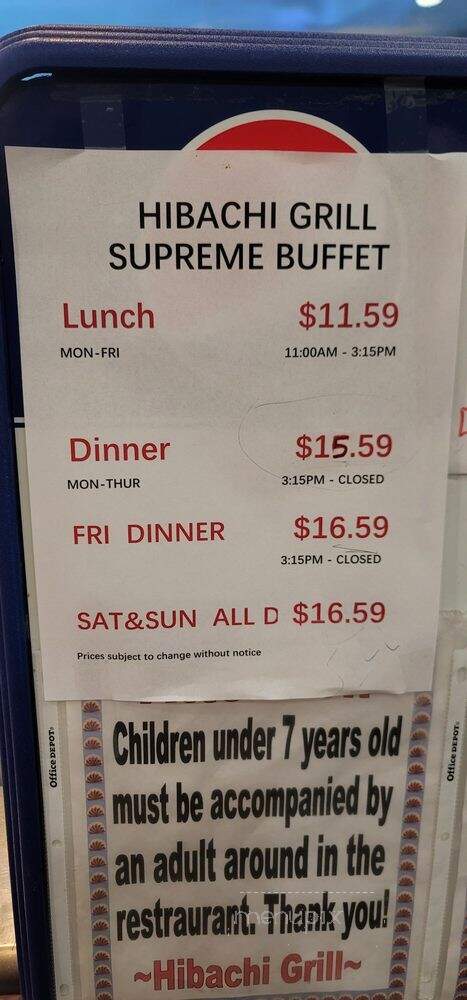 HIBACHI GRILL
SUPREME BUFFET
Lunch $11.59
MON-FRI 11:00AM - 3:15PM
Dinner $15.59
MON-THUR 3:15PM - CLOSED
FRI DINNER $16.59
3:15PM - CLOSED
SAT&SUN ALL D $16.59
Prices subject to change without notice
Children under 7 years old
must be accompanied by
an adult around in the
restraurant. Thank you!
~Hibachi Grill~
Office DEPOT
Office DEPOT
menupix